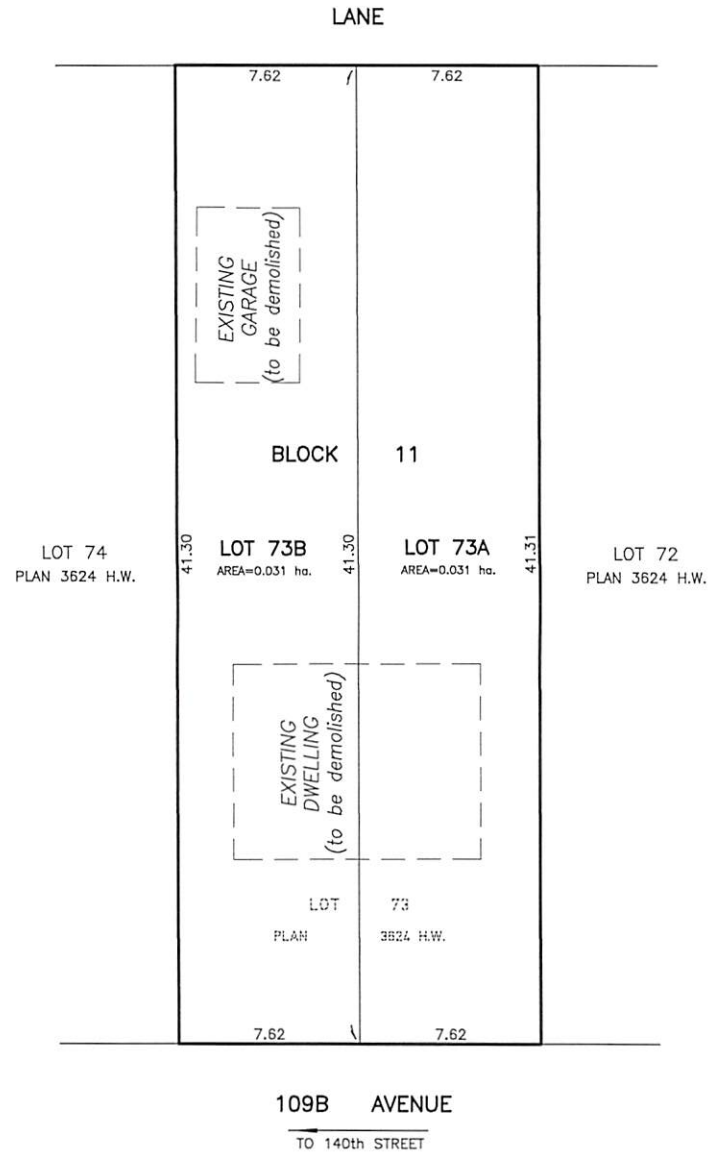 LANE
7.62 7.62
EXISTING
GARAGE
(to be demolished)
BLOCK 11
LOT 74
PLAN 3624 H.W.
41.30
LOT 73B
AREA=0.031 ha.
41.30
LOT 73A
AREA=0.031 ha.
41.31
LOT 72
PLAN 3624 H.W.
EXISTING
DWELLING
(to be demolished)
LOT 73
PLAN 3624 H.W.
7.62 7.62
109B AVENUE
TO 140th STREET